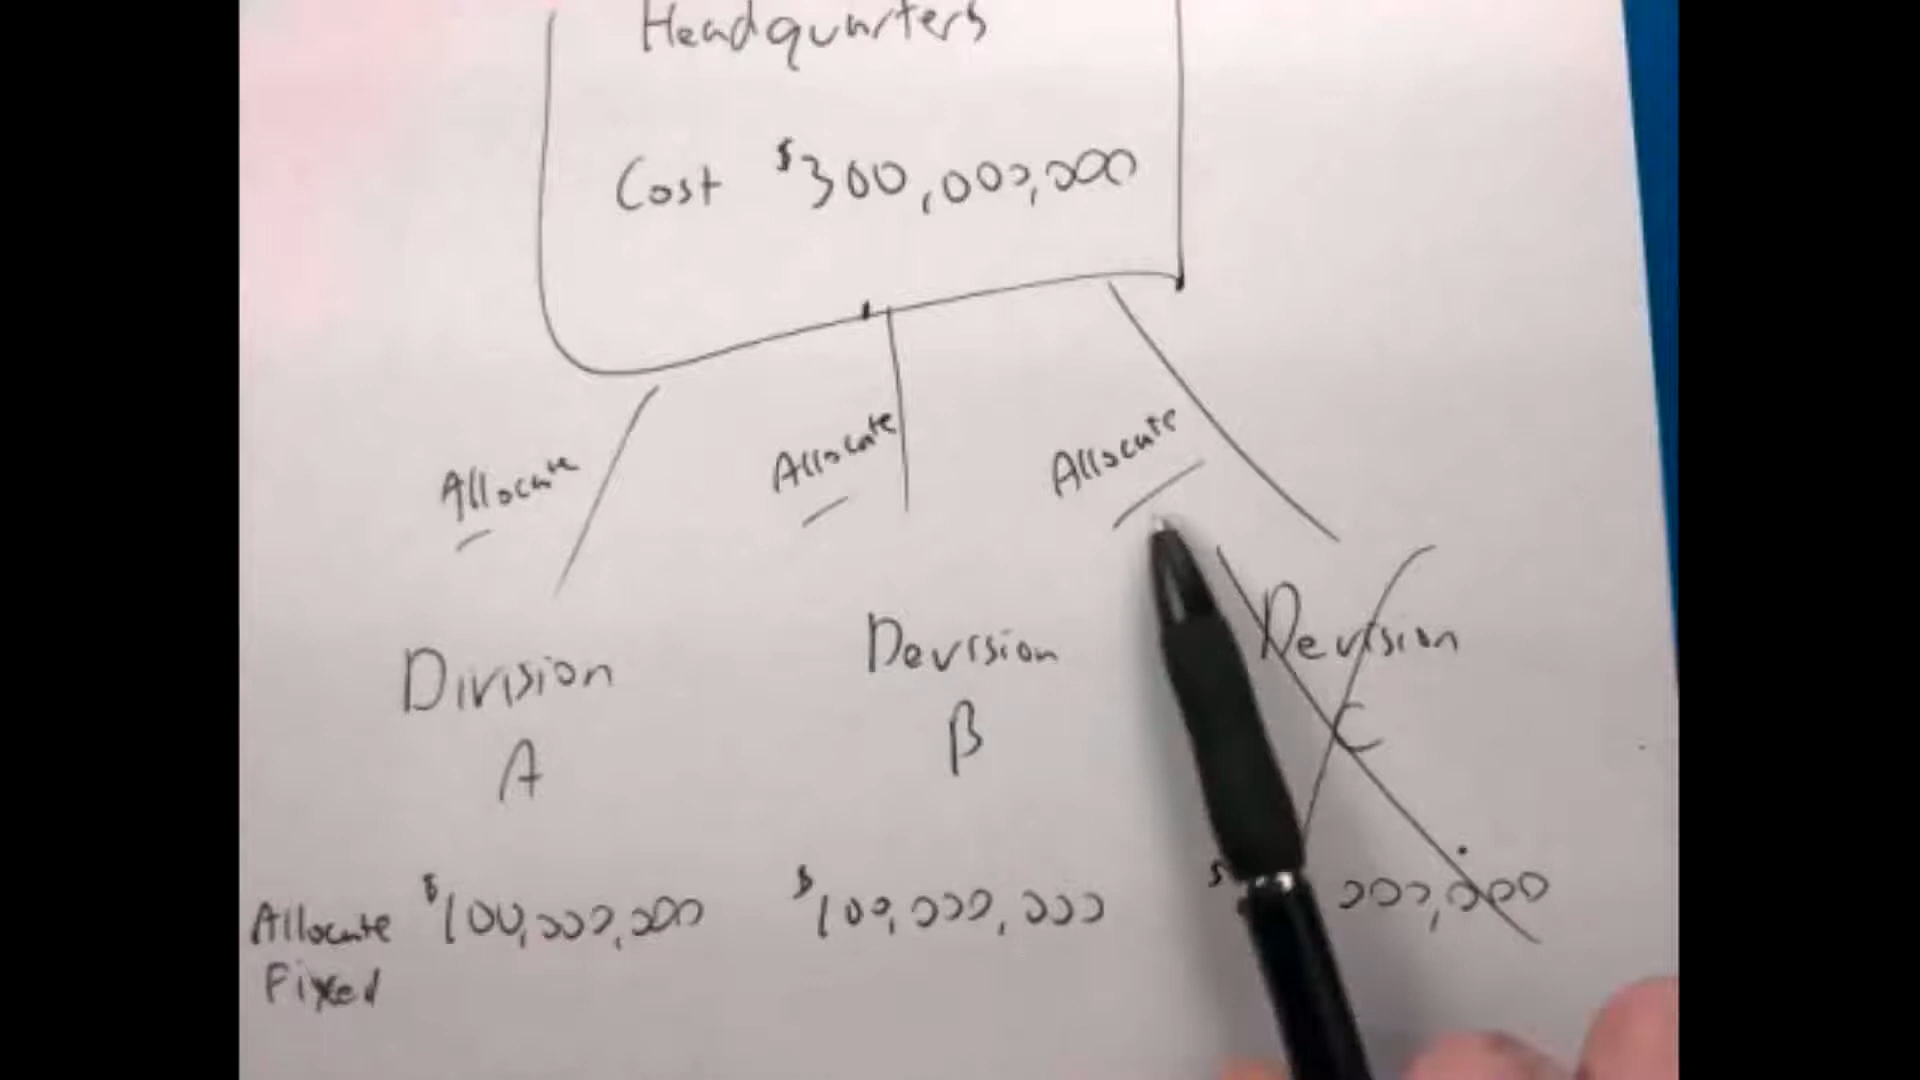 Headquarters
Cost $300,000,000
Allocate Allocate Allocate
Division Devision Devision
A B C
Allocate $100,000,000 $100,000,000 $ 000,000
Fixed